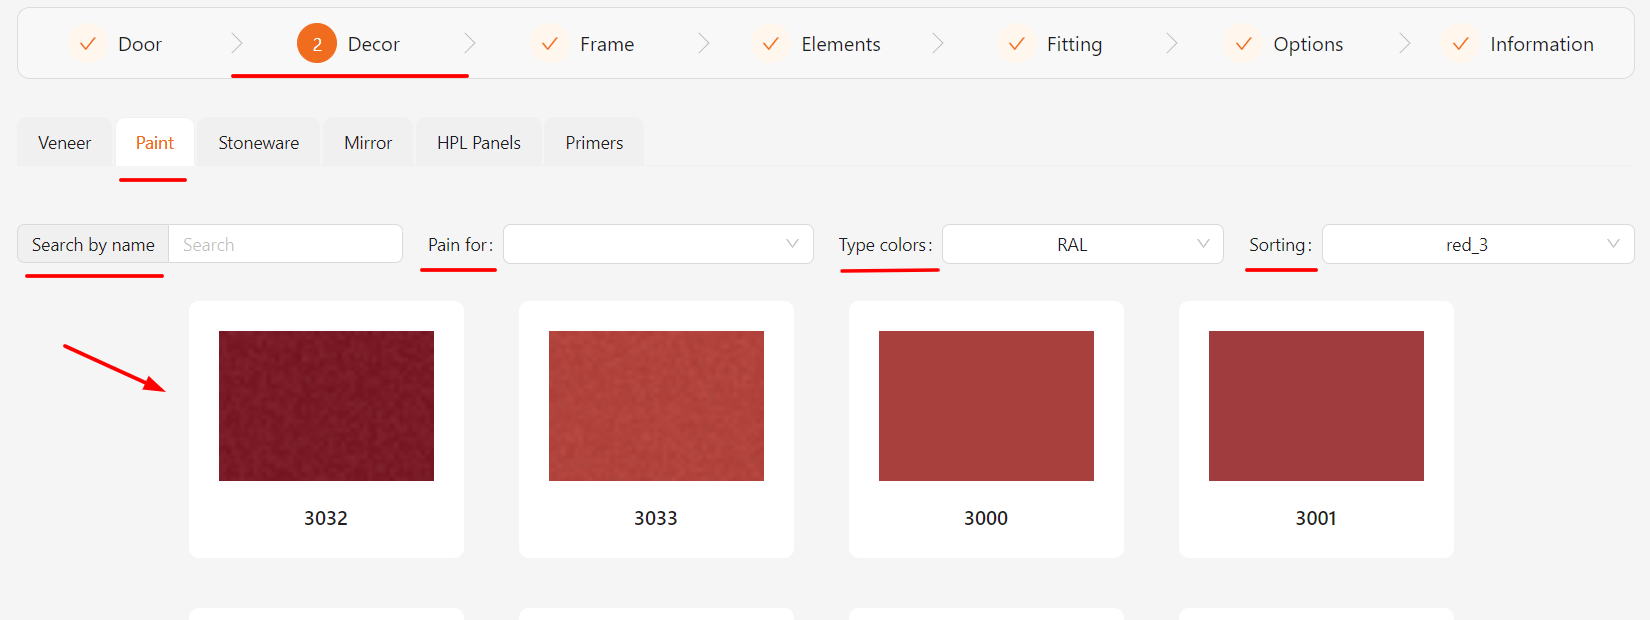 Door 2 Decor Frame Elements Fitting Options Information
Veneer Paint Stoneware Mirror HPL Panels Primers
Search by name Search Pain for: Type colors: RAL Sorting: red_3
3032 3033 3000 3001